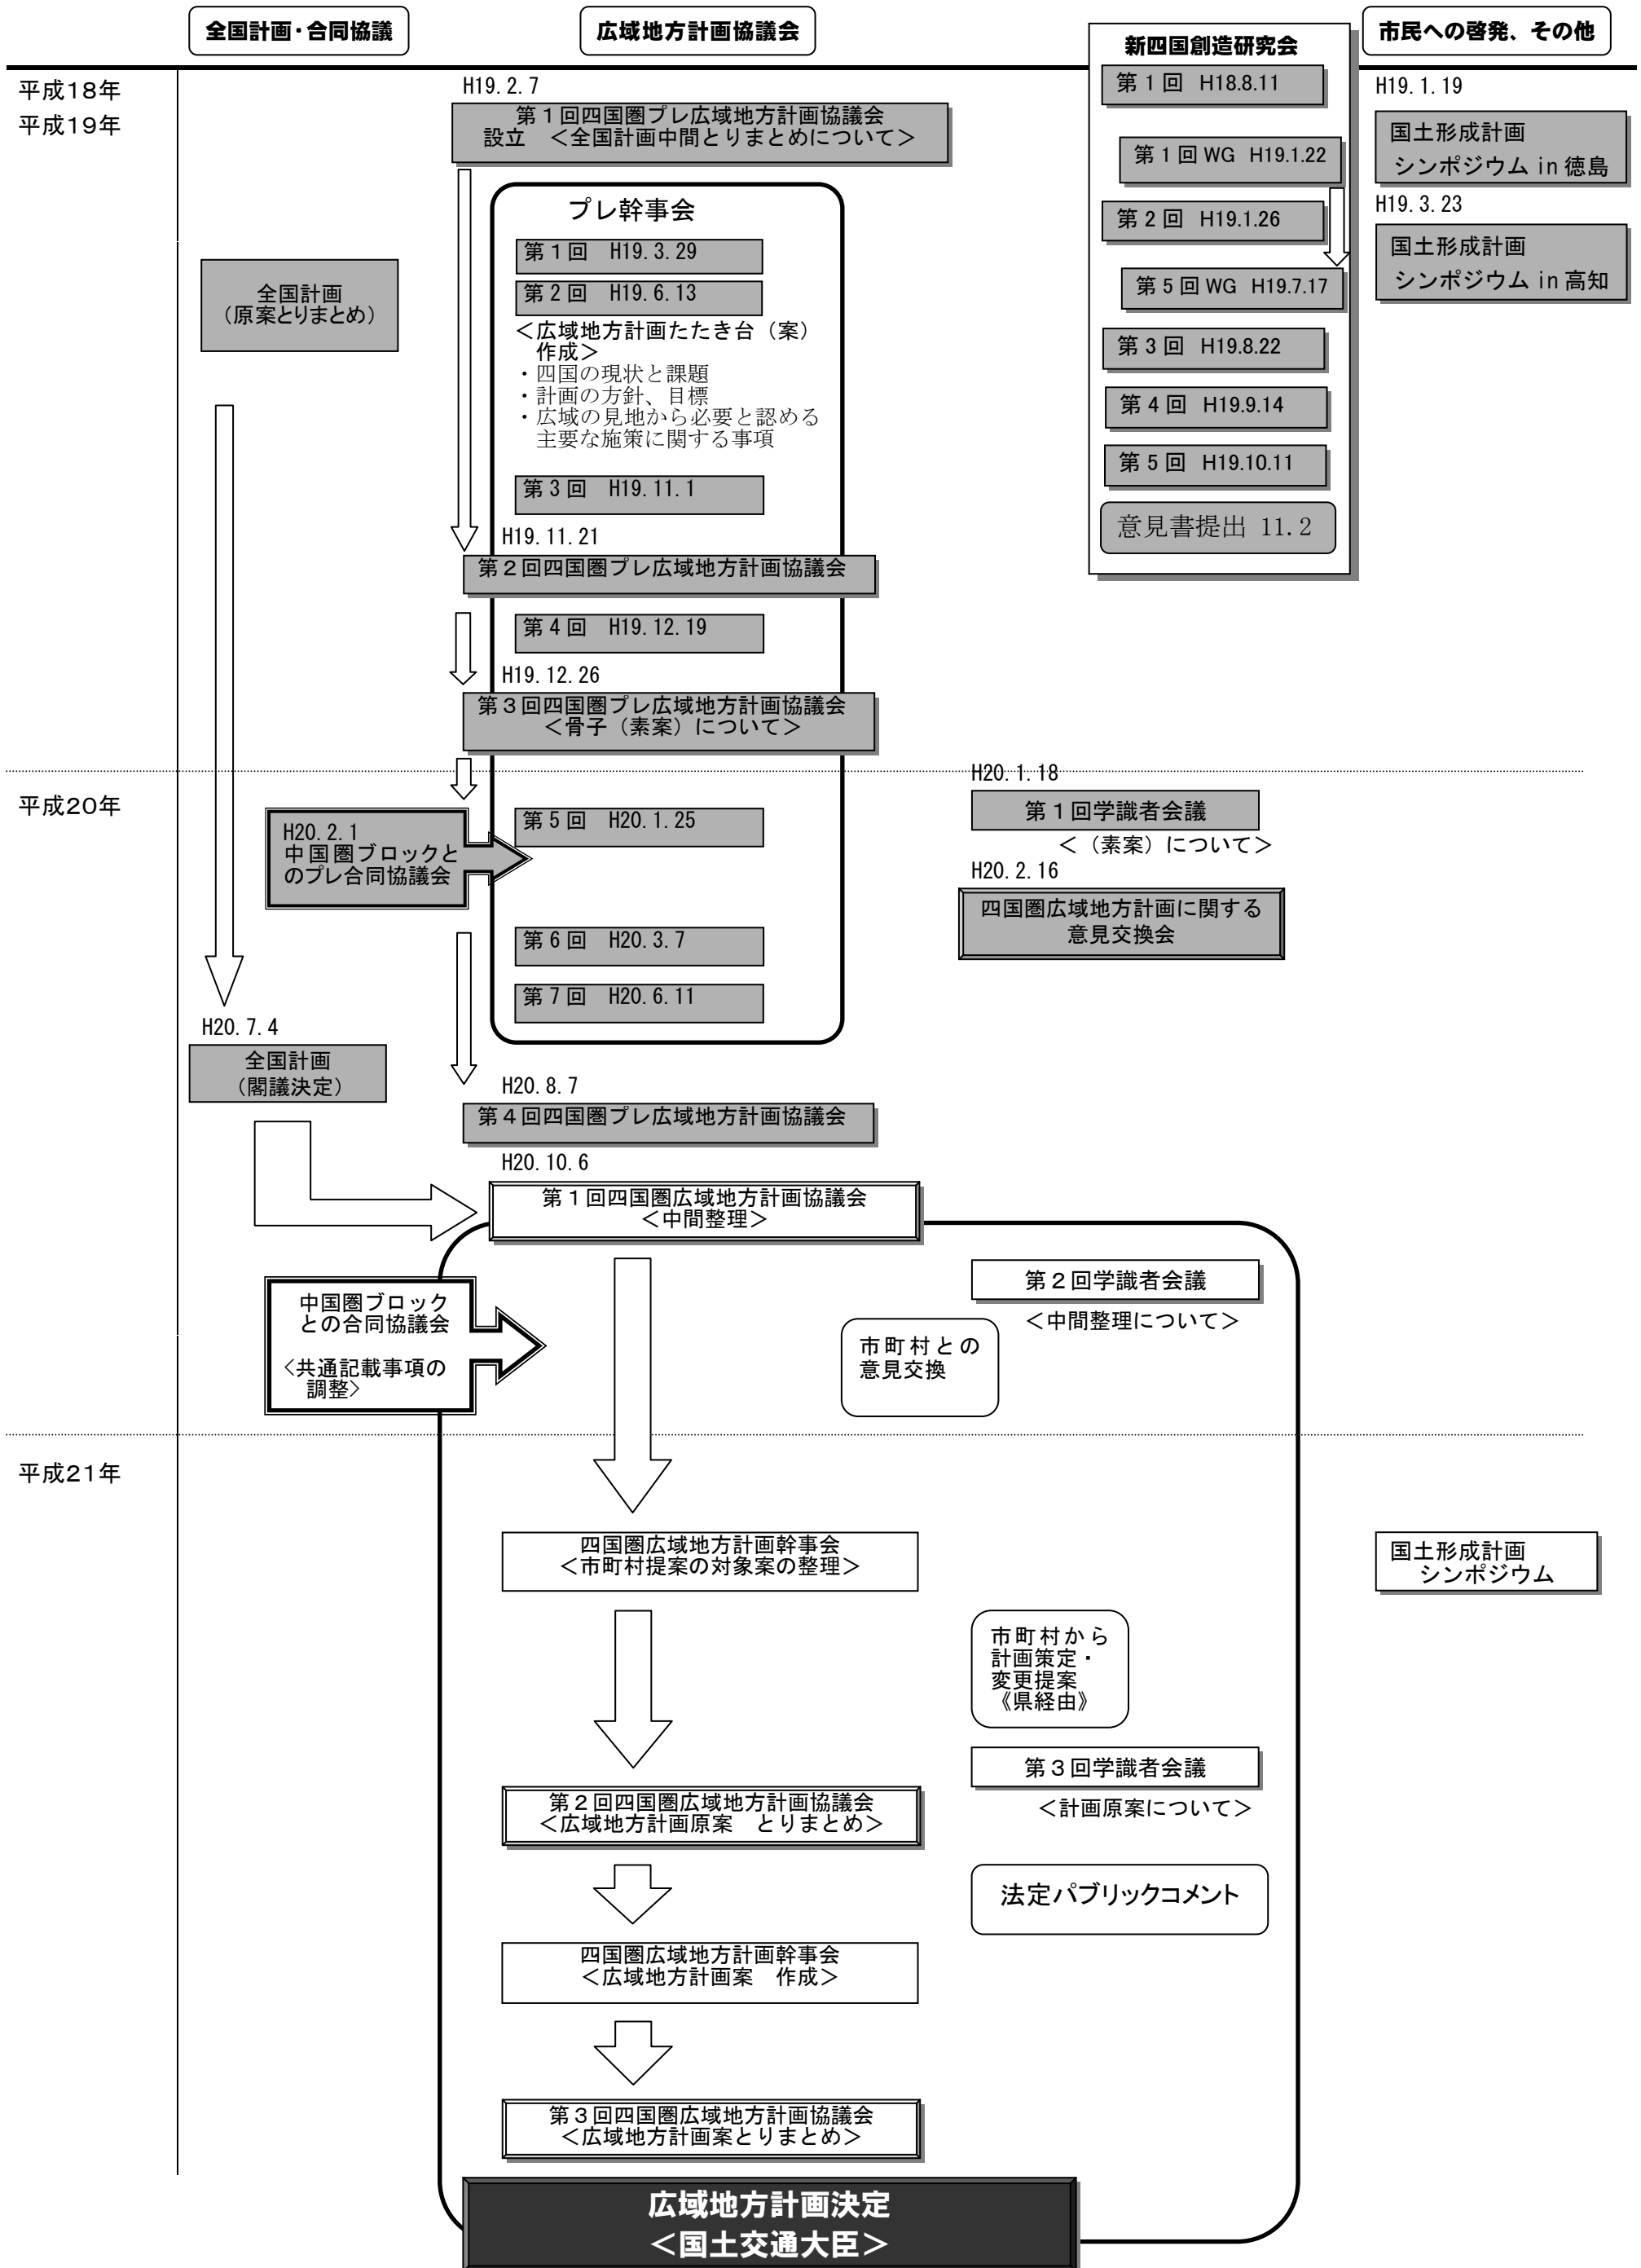 全国計画・合同協議
広域地方計画協議会
新四国創造研究会
市民への啓発、その他
平成18年
平成19年
H19.2.7
第1回四国圏プレ広域地方計画協議会
設立 <全国計画中間とりまとめについて>
プレ幹事会
第1回 H19.3.29
第2回 H19.6.13
<広域地方計画たたき台（案）
作成>
・四国の現状と課題
・計画の方針、目標
・広域の見地から必要と認める
主要な施策に関する事項
第3回 H19.11.1
H19.11.21
第2回四国圏プレ広域地方計画協議会
第4回 H19.12.19
H19.12.26
第3回四国圏プレ広域地方計画協議会
<骨子（素案）について>
全国計画
（原案とりまとめ）
第1回 H18.8.11
第1回WG H19.1.22
第2回 H19.1.26
第5回WG H19.7.17
第3回 H19.8.22
第4回 H19.9.14
第5回 H19.10.11
意見書提出 11.2
H19.1.19
国土形成計画
シンポジウム in 徳島
H19.3.23
国土形成計画
シンポジウム in 高知
平成20年
H20.2.1
中国圏ブロックと
のプレ合同協議会
第5回 H20.1.25
第6回 H20.3.7
第7回 H20.6.11
H20.1.18
第1回学識者会議
<（素案）について>
H20.2.16
四国圏広域地方計画に関する
意見交換会
H20.7.4
全国計画
（閣議決定）
H20.8.7
第4回四国圏プレ広域地方計画協議会
H20.10.6
第1回四国圏広域地方計画協議会
<中間整理>
中国圏ブロック
との合同協議会
<共通記載事項の
調整>
第2回学識者会議
<中間整理について>
市町村との
意見交換
平成21年
四国圏広域地方計画幹事会
<市町村提案の対象案の整理>
国土形成計画
シンポジウム
市町村から
計画策定・
変更提案
《県経由》
第3回学識者会議
<計画原案について>
第2回四国圏広域地方計画協議会
<広域地方計画原案 とりまとめ>
法定パブリックコメント
四国圏広域地方計画幹事会
<広域地方計画案 作成>
第3回四国圏広域地方計画協議会
<広域地方計画案とりまとめ>
広域地方計画決定
<国土交通大臣>